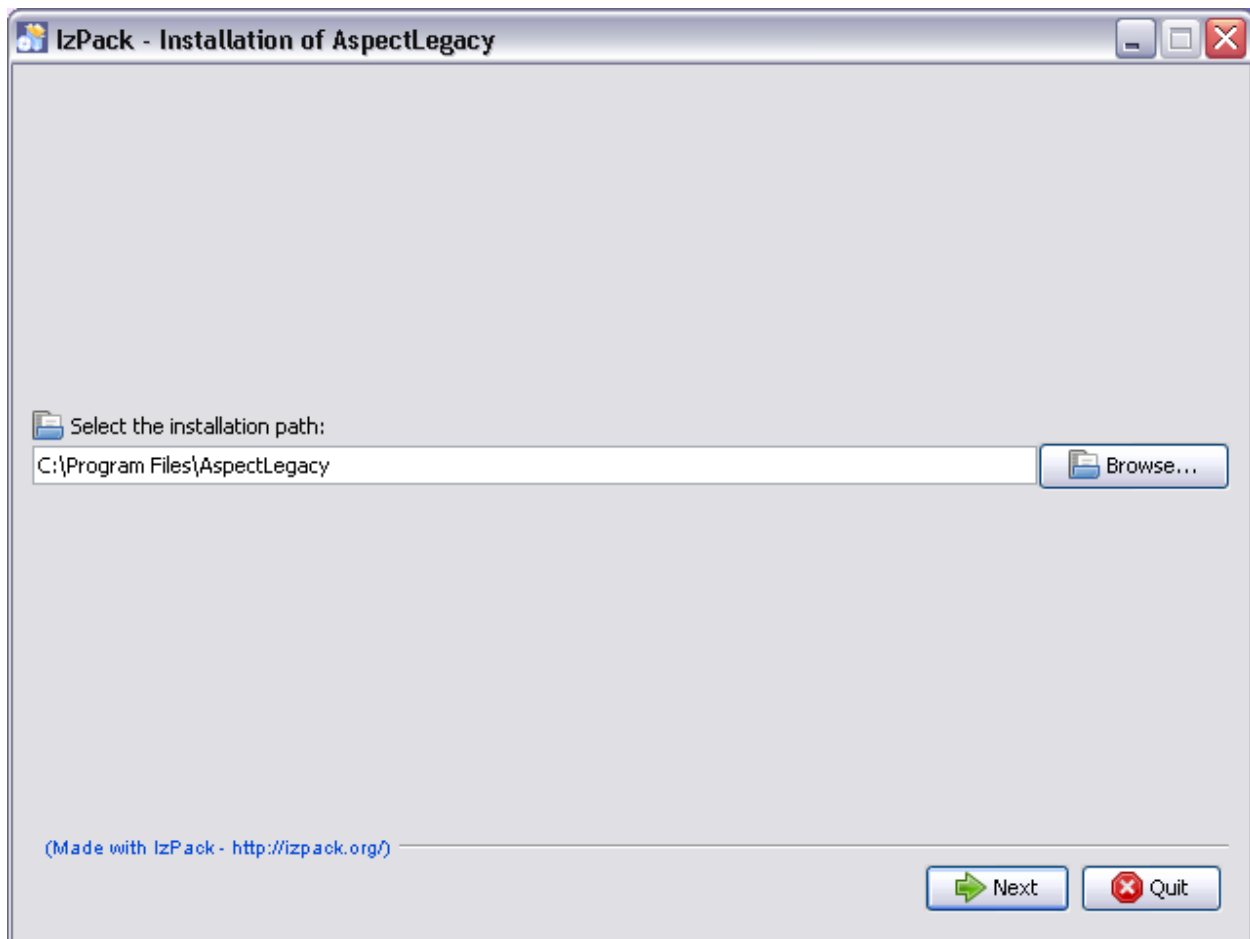 IzPack - Installation of AspectLegacy
Select the installation path:
C:\Program Files\AspectLegacy
Browse...
(Made with IzPack - http://izpack.org/)
Next
Quit